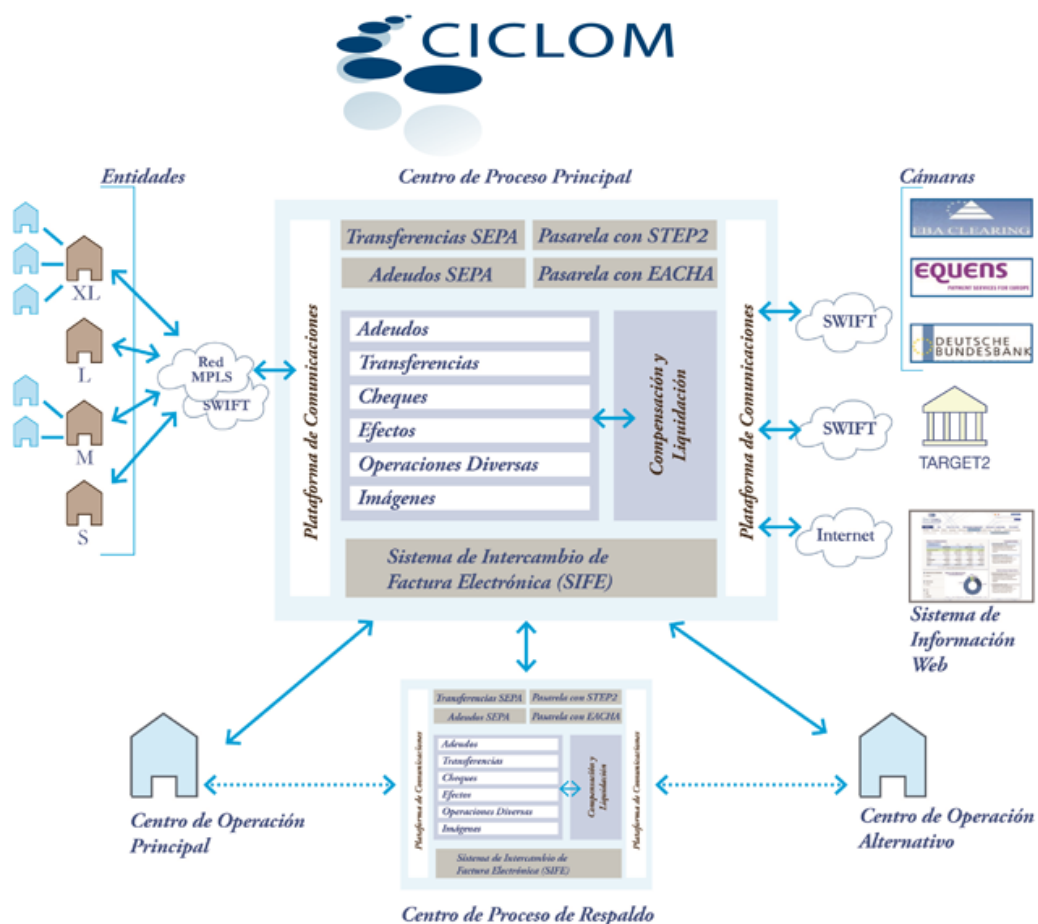 CICLOM
Entidades
Centro de Proceso Principal
Cámaras
XL
L
M
S
Red
MPLS
SWIFT
Plataforma de Comunicaciones
Transferencias SEPA
Pasarela con STEP2
Adeudos SEPA
Pasarela con EACHA
Adeudos
Transferencias
Cheques
Efectos
Operaciones Diversas
Imágenes
Compensación y
Liquidación
Sistema de Intercambio de
Factura Electrónica (SIFE)
Plataforma de Comunicaciones
SWIFT
SWIFT
Internet
EBA CLEARING
EQUENS
PAYMENT SERVICES FOR EUROPE
DEUTSCHE
BUNDESBANK
TARGET2
Sistema de
Información
Web
Centro de Operación
Principal
Plataforma de Comunicaciones
Transferencias SEPA
Pasarela con STEP2
Adeudos SEPA
Pasarela con EACHA
Adeudos
Transferencias
Cheques
Efectos
Operaciones Diversas
Imágenes
Compensación y
Liquidación
Sistema de Intercambio de
Factura Electrónica (SIFE)
Plataforma de Comunicaciones
Centro de Operación
Alternativo
Centro de Proceso de Respaldo